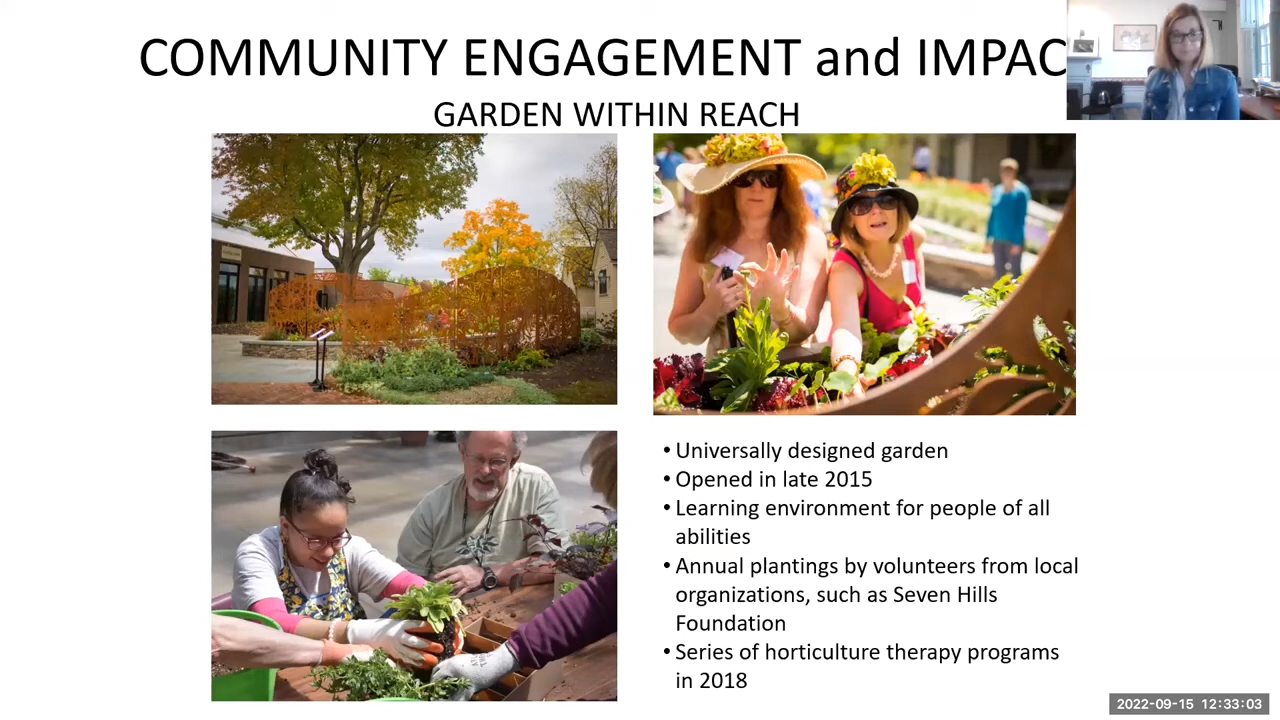 COMMUNITY ENGAGEMENT and IMPAC
GARDEN WITHIN REACH
• Universally designed garden
• Opened in late 2015
• Learning environment for people of all
abilities
• Annual plantings by volunteers from local
organizations, such as Seven Hills
Foundation
• Series of horticulture therapy programs
in 2018
2022-09-15 12:33:03